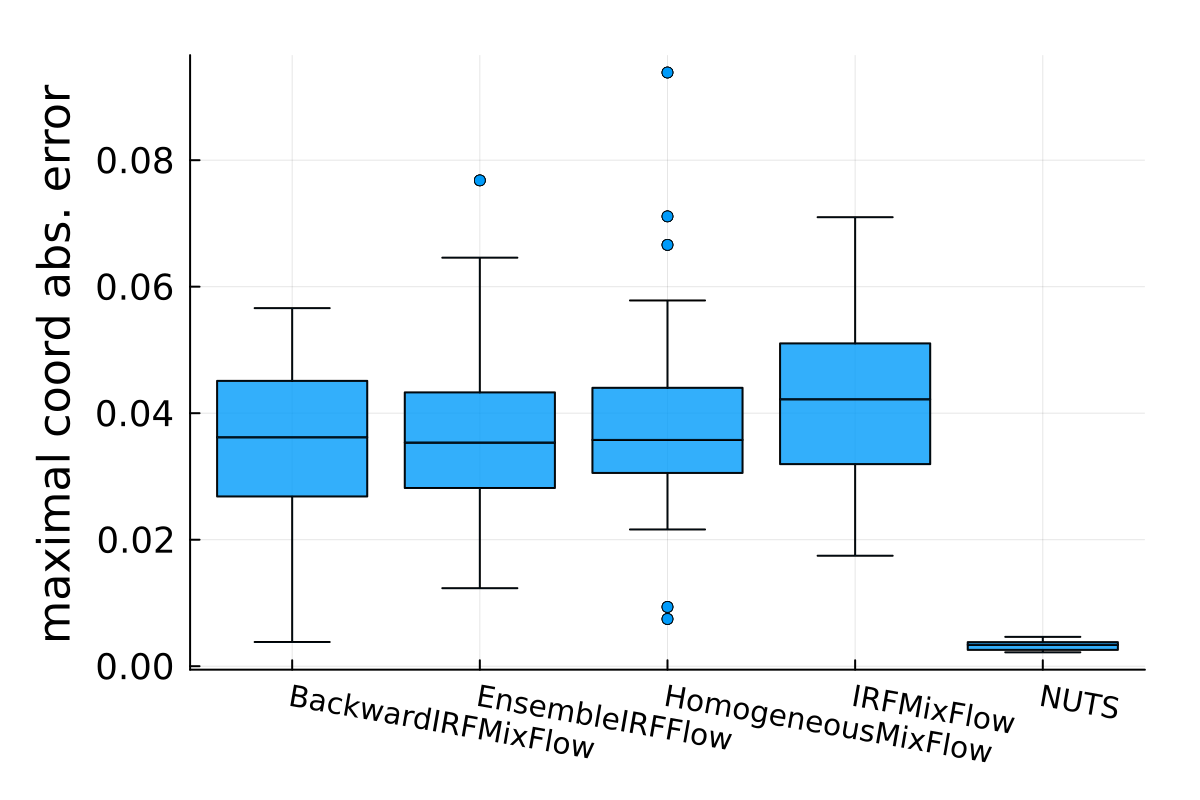 maximal coord abs. error
0.08
0.06
0.04
0.02
0.00
BackwardIRFMixFlow
EnsembleIRFFlow
HomogeneousMixFlow
IRFMixFlow
NUTS